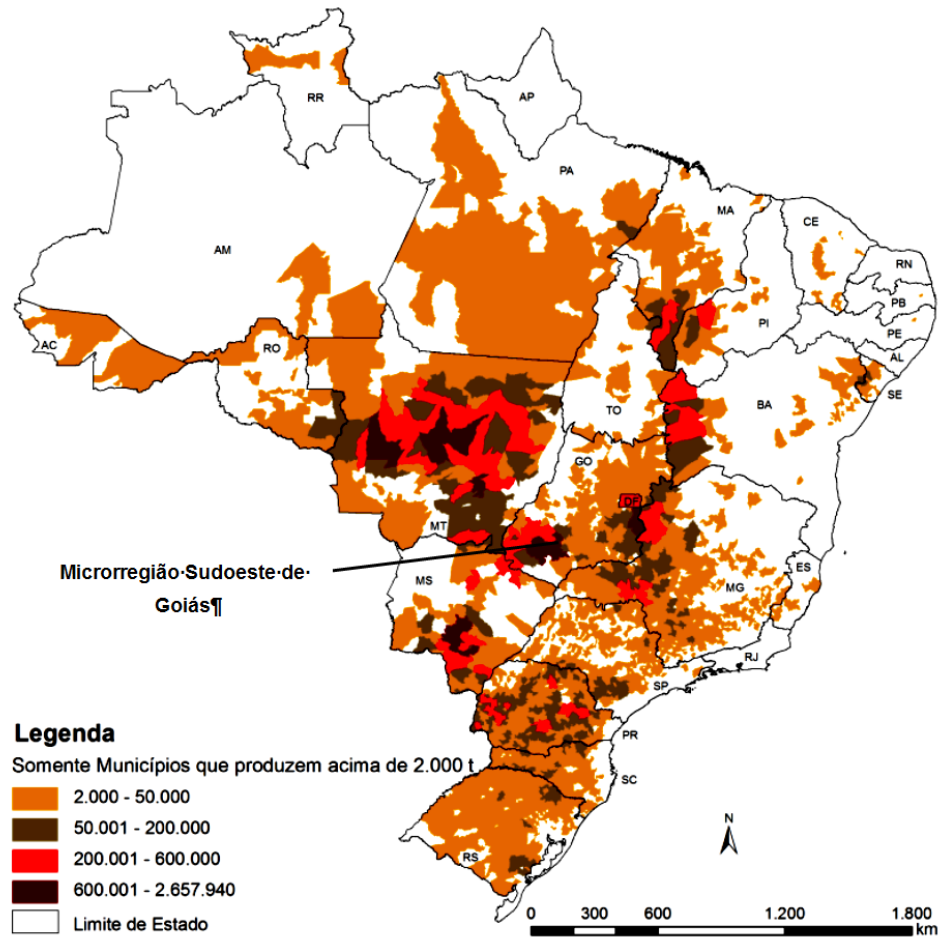 RR
AP
AM
PA
MA
CE
RN
PB
PE
AL
SE
PI
AC
RO
TO
BA
GO
DF
MT
Microrregião·Sudoeste·de·
Goiás¶
MS
MG
ES
RJ
SP
PR
SC
RS
Legenda
Somente Municípios que produzem acima de 2.000 t
2.000 - 50.000
50.001 - 200.000
200.001 - 600.000
600.001 - 2.657.940
Limite de Estado
N
0 300 600 1.200 1.800
km